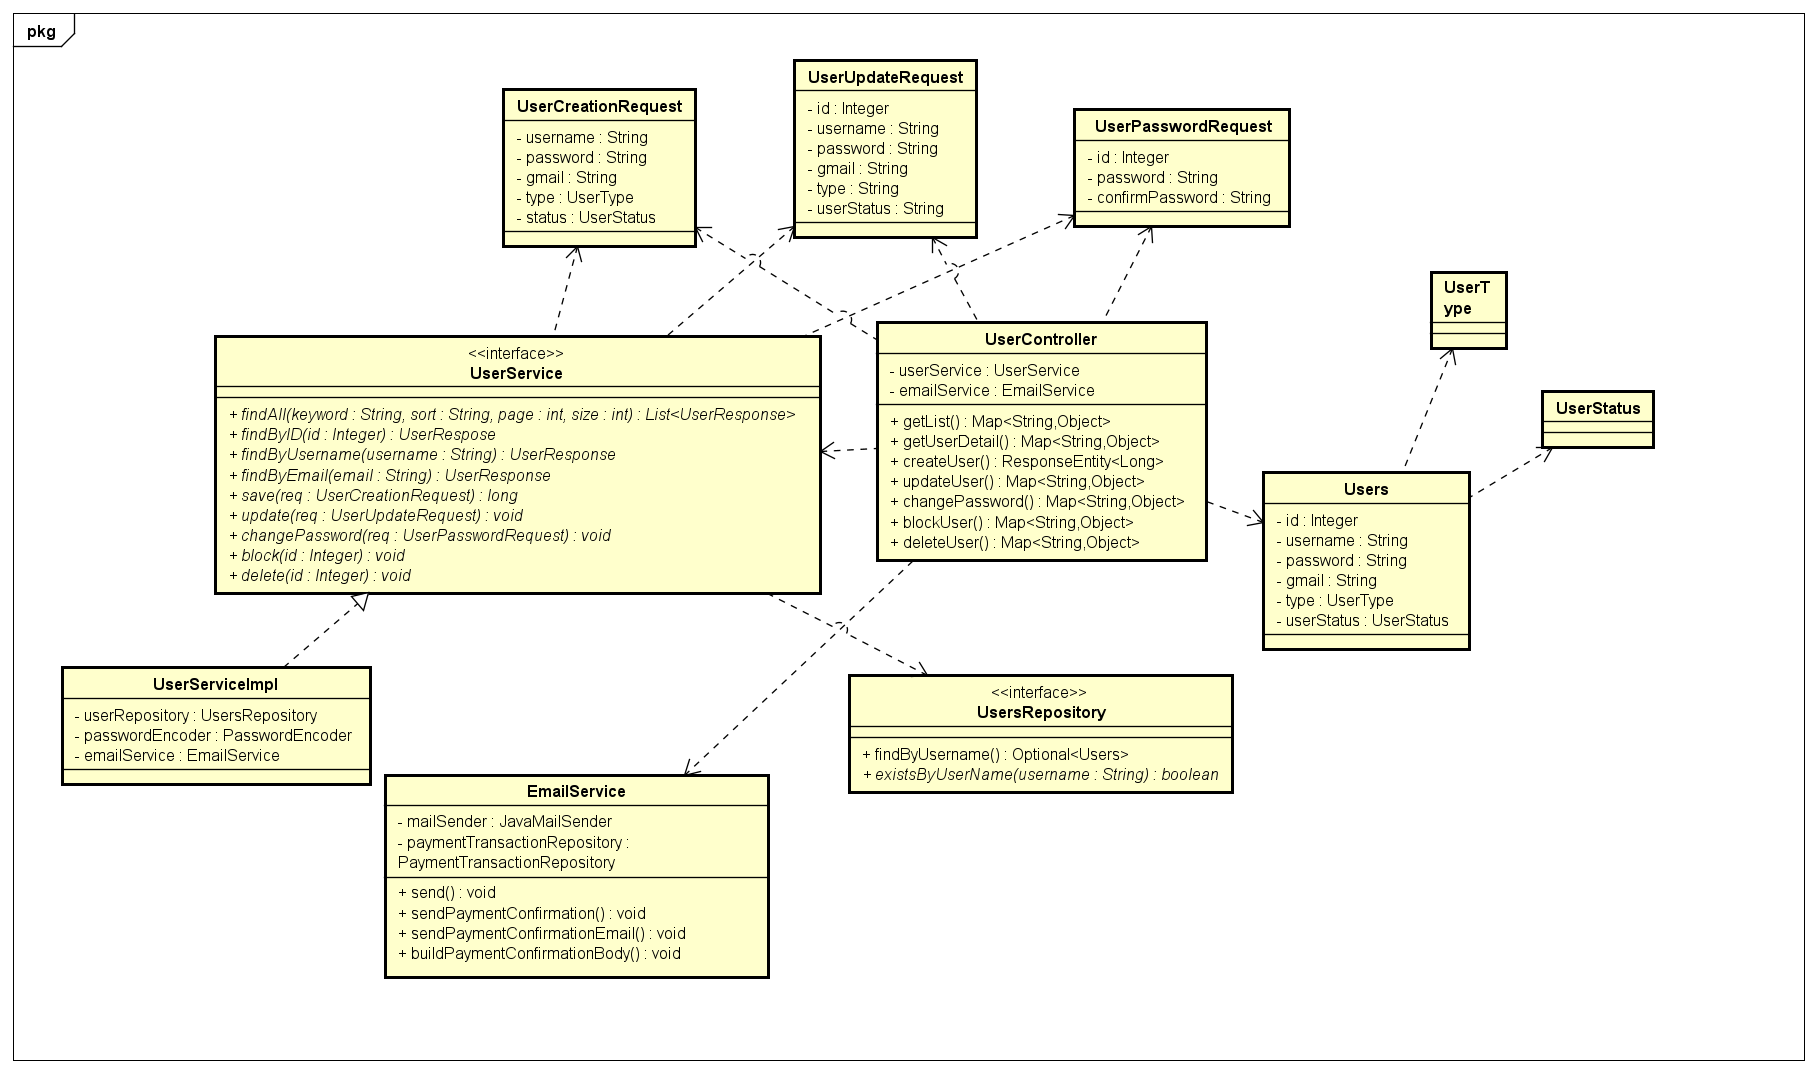 pkg
UserCreationRequest
- username : String
- password : String
- gmail : String
- type : UserType
- status : UserStatus
UserUpdateRequest
- id : Integer
- username : String
- password : String
- gmail : String
- type : String
- userStatus : String
UserPasswordRequest
- id : Integer
- password : String
- confirmPassword : String
UserT
ype
UserStatus
<<interface>>
UserService
+ findAll(keyword : String, sort : String, page : int, size : int) : List<UserResponse>
+ findByID(id : Integer) : UserRespose
+ findByUsername(username : String) : UserResponse
+ findByEmail(email : String) : UserResponse
+ save(req : UserCreationRequest) : long
+ update(req : UserUpdateRequest) : void
+ changePassword(req : UserPasswordRequest) : void
+ block(id : Integer) : void
+ delete(id : Integer) : void
UserController
- userService : UserService
- emailService : EmailService
+ getList() : Map<String,Object>
+ getUserDetail() : Map<String,Object>
+ createUser() : ResponseEntity<Long>
+ updateUser() : Map<String,Object>
+ changePassword() : Map<String,Object>
+ blockUser() : Map<String,Object>
+ deleteUser() : Map<String,Object>
Users
- id : Integer
- username : String
- password : String
- gmail : String
- type : UserType
- userStatus : UserStatus
UserServiceImpl
- userRepository : UsersRepository
- passwordEncoder : PasswordEncoder
- emailService : EmailService
<<interface>>
UsersRepository
+ findByUsername() : Optional<Users>
+ existsByUserName(username : String) : boolean
EmailService
- mailSender : JavaMailSender
- paymentTransactionRepository :
PaymentTransactionRepository
+ send() : void
+ sendPaymentConfirmation() : void
+ sendPaymentConfirmationEmail() : void
+ buildPaymentConfirmationBody() : void